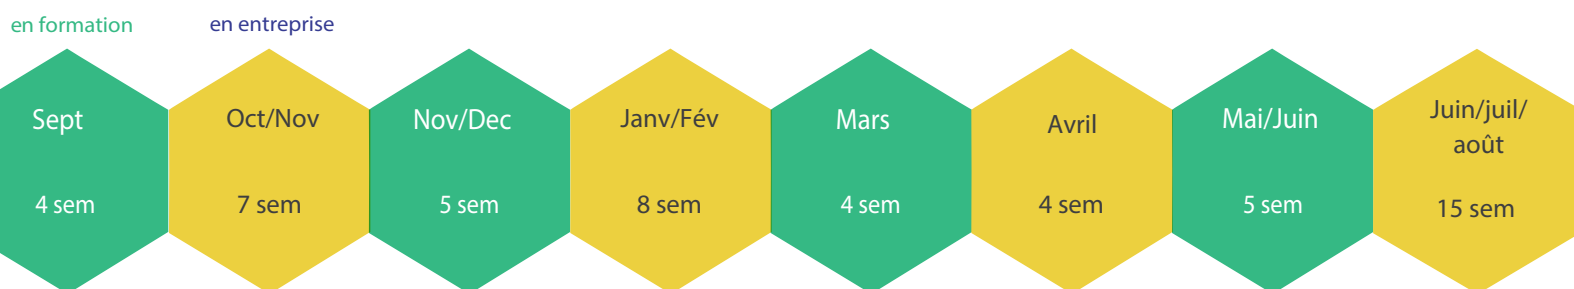 en formation
en entreprise
Sept
4 sem
Oct/Nov
7 sem
Nov/Dec
5 sem
Janv/Fév
8 sem
Mars
4 sem
Avril
4 sem
Mai/Juin
5 sem
Juin/juil/
août
15 sem